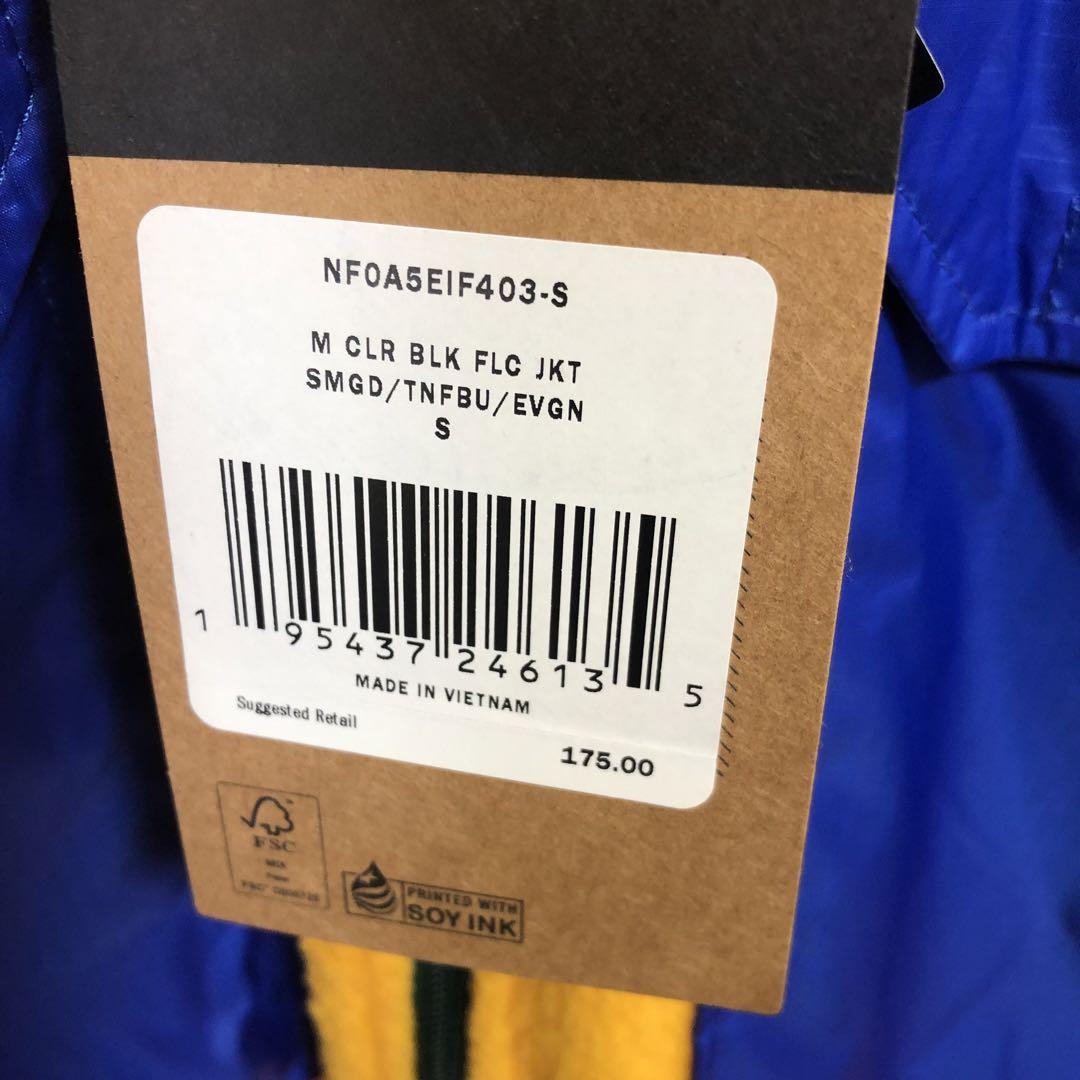 NF0A5EIF403-S
M CLR BLK FLC JKT
SMGD/TNFBU/EVGN
S
1 95437 24613 5
MADE IN VIETNAM
Suggested Retail
175.00
FSC
PRINTED WITH
SOY INK